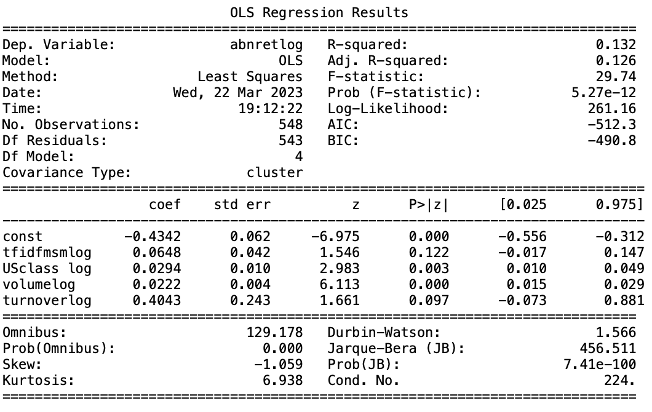 OLS Regression Results
==============================================================================
Dep. Variable: abnretlog R-squared: 0.132
Model: OLS Adj. R-squared: 0.126
Method: Least Squares F-statistic: 29.74
Date: Wed, 22 Mar 2023 Prob (F-statistic): 5.27e-12
Time: 19:12:22 Log-Likelihood: 261.16
No. Observations: 548 AIC: -512.3
Df Residuals: 543 BIC: -490.8
Df Model: 4
Covariance Type: cluster
==============================================================================
coef std err z P>|z| [0.025 0.975]
------------------------------------------------------------------------------
const -0.4342 0.062 -6.975 0.000 -0.556 -0.312
tfidfmsmlog 0.0648 0.042 1.546 0.122 -0.017 0.147
USclass log 0.0294 0.010 2.983 0.003 0.010 0.049
volumelog 0.0222 0.004 6.113 0.000 0.015 0.029
turnoverlog 0.4043 0.243 1.661 0.097 -0.073 0.881
==============================================================================
Omnibus: 129.178 Durbin-Watson: 1.566
Prob(Omnibus): 0.000 Jarque-Bera (JB): 456.511
Skew: -1.059 Prob(JB): 7.41e-100
Kurtosis: 6.938 Cond. No. 224.
==============================================================================